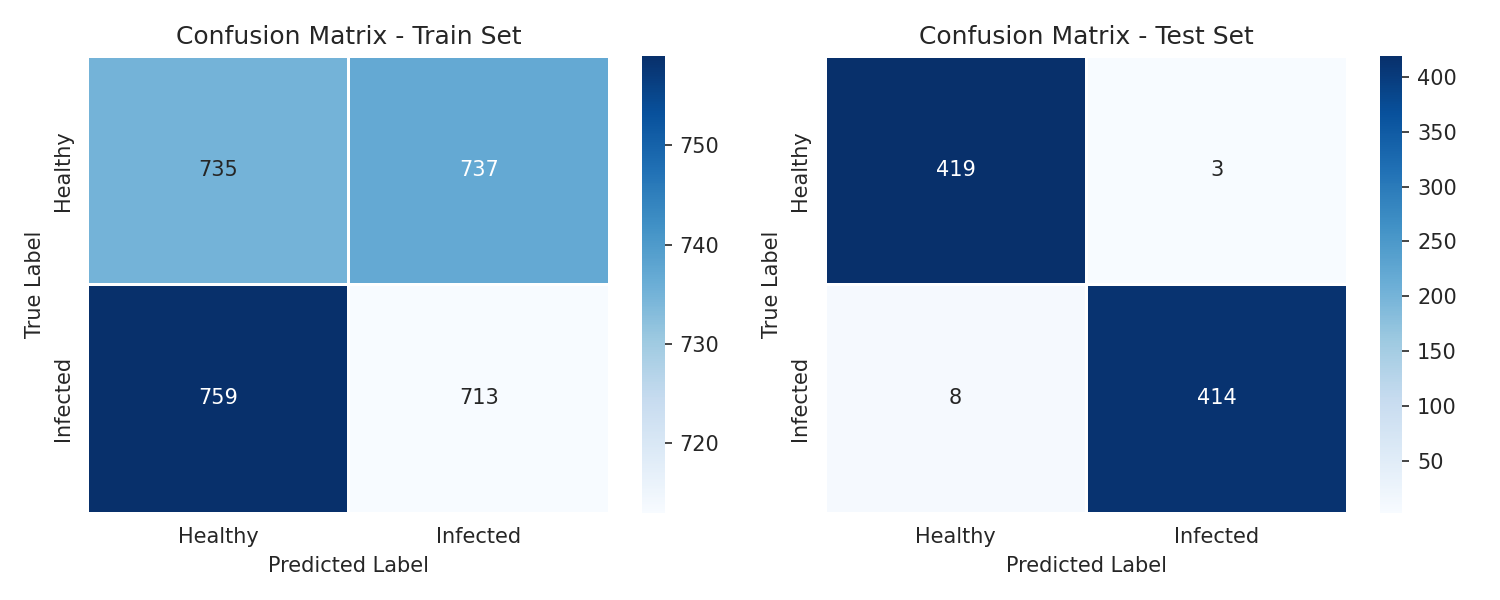 Confusion Matrix - Train Set
True Label
Healthy
Infected
735
737
759
713
Healthy
Infected
Predicted Label
750
740
730
720
Confusion Matrix - Test Set
True Label
Healthy
Infected
419
3
8
414
Healthy
Infected
Predicted Label
400
350
300
250
200
150
100
50